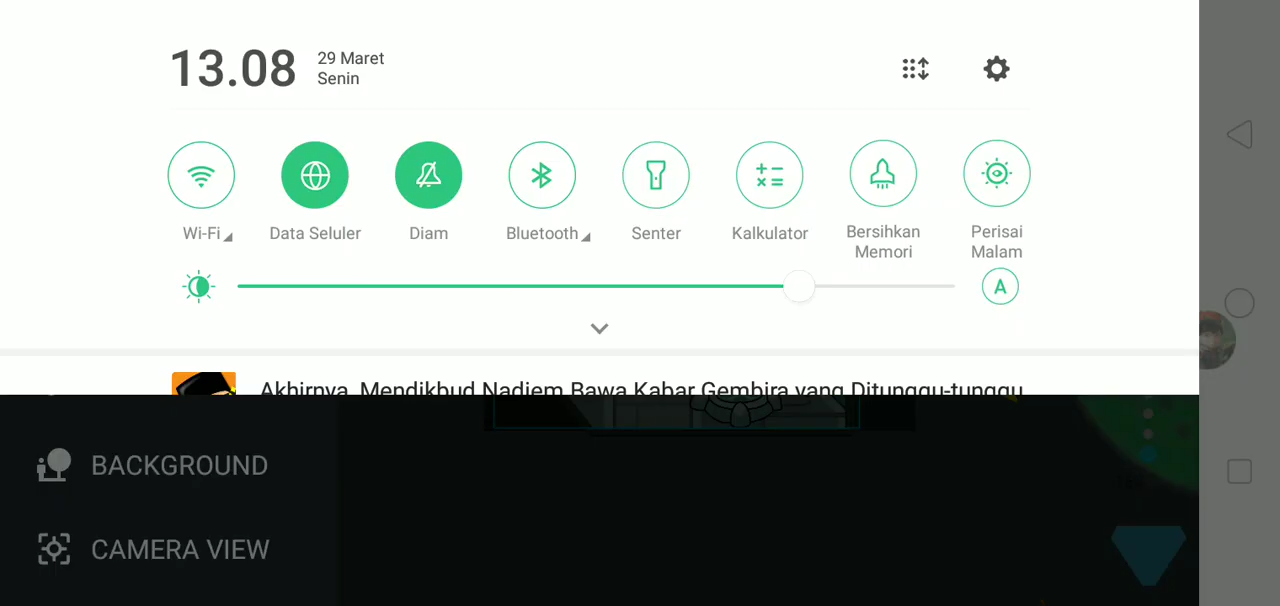 13.08
29 Maret
Senin
Wi-Fi
Data Seluler
Diam
Bluetooth
Senter
Kalkulator
Bersihkan
Memori
Perisai
Malam
A
Akhirnya, Mendikbud Nadiem Bawa Kabar Gembira yang Ditunggu-tunggu
BACKGROUND
CAMERA VIEW